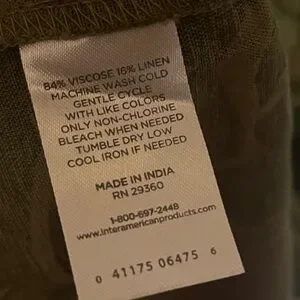 84% VISCOSE 16% LINEN
MACHINE WASH COLD
GENTLE CYCLE
WITH LIKE COLORS
ONLY NON-CHLORINE
BLEACH WHEN NEEDED
TUMBLE DRY LOW
COOL IRON IF NEEDED
MADE IN INDIA
RN 29360
1-800-697-2448
www.interamericanproducts.com
0 41175 06475 6